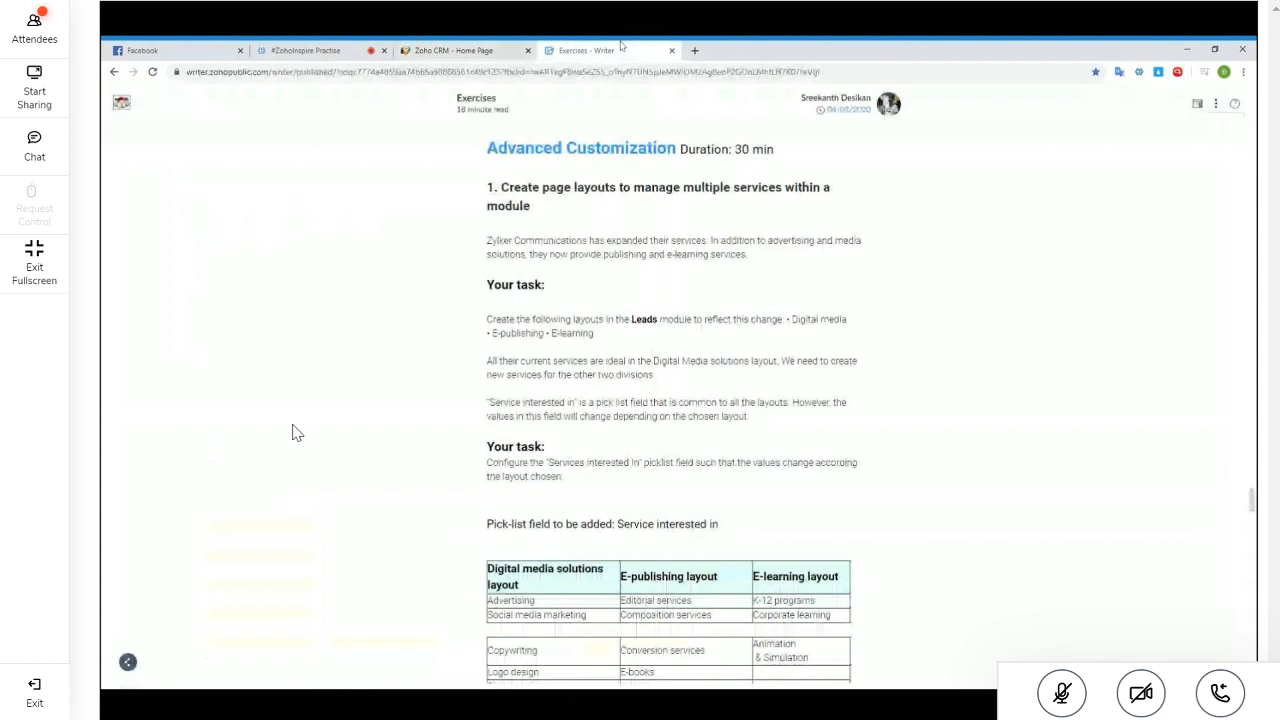 Attendees
Start
Sharing
Chat
Request
Control
Exit
Fullscreen
Exit
Facebook
#ZohoInspire Practise
Zoho CRM - Home Page
Exercises - Writer
Exercises
18 minute read
Sreekanth Desikan
Advanced Customization Duration: 30 min
1. Create page layouts to manage multiple services within a
module
Zylker Communications has expanded their services. In addition to advertising and media
solutions, they now provide publishing and e-learning services.
Your task:
Create the following layouts in the Leads module to reflect this change: • Digital media
• E-publishing • E-learning
All their current services are ideal in the Digital Media solutions layout. We need to create
new services for the other two divisions.
"Service interested in" is a pick list field that is common to all the layouts. However, the
values in this field will change depending on the chosen layout.
Your task:
Configure the "Services Interested In" picklist field such that the values change according
the layout chosen:
Pick-list field to be added: Service interested in
Digital media solutions
layout
E-publishing layout
E-learning layout
Advertising
Editorial services
K-12 programs
Social media marketing
Composition services
Corporate learning
Copywriting
Conversion services
Animation
& Simulation
Logo design
E-books